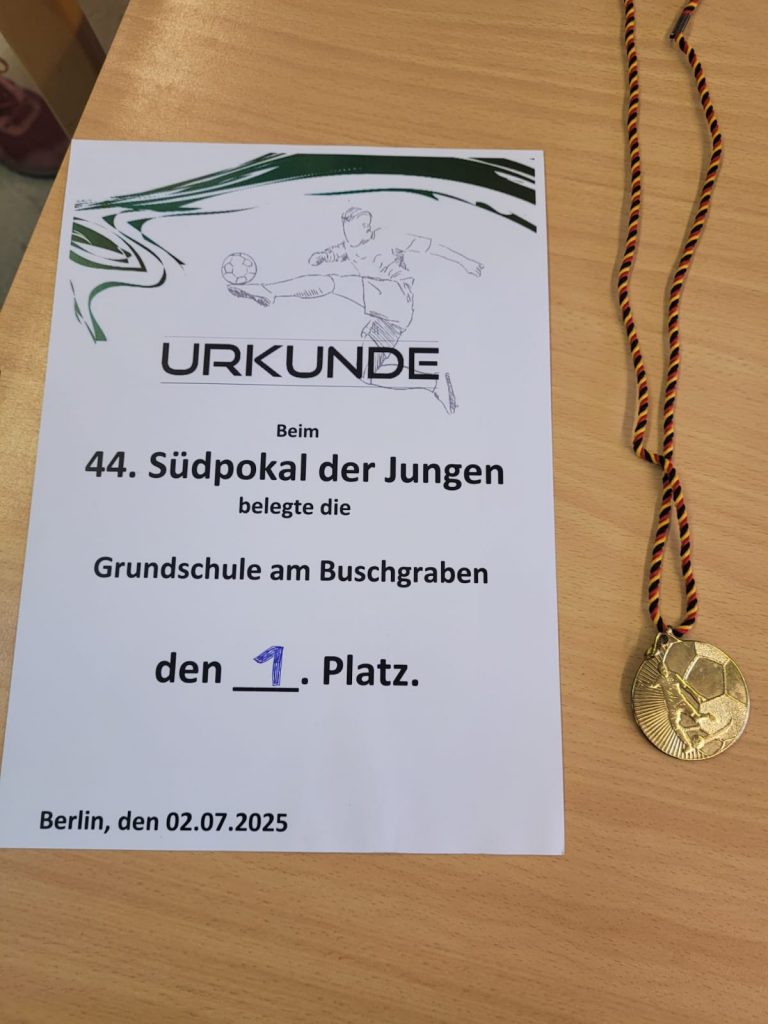 URKUNDE
Beim
44. Südpokal der Jungen
belegte die
Grundschule am Buschgraben
den 1. Platz.
Berlin, den 02.07.2025